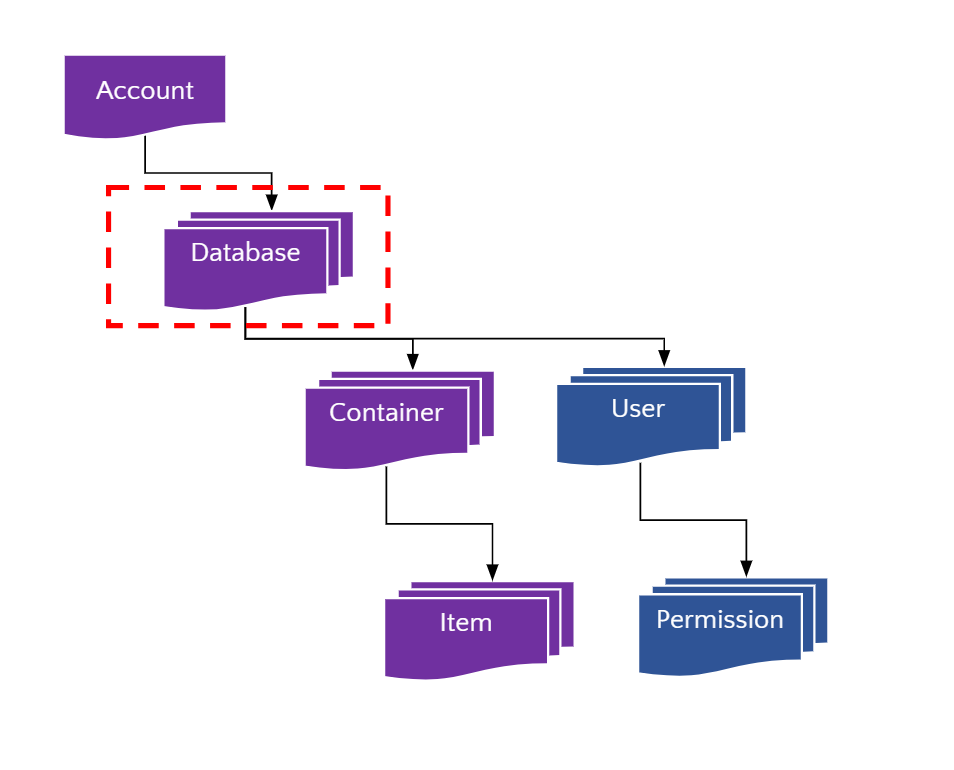 Account
Database
Container
User
Item
Permission